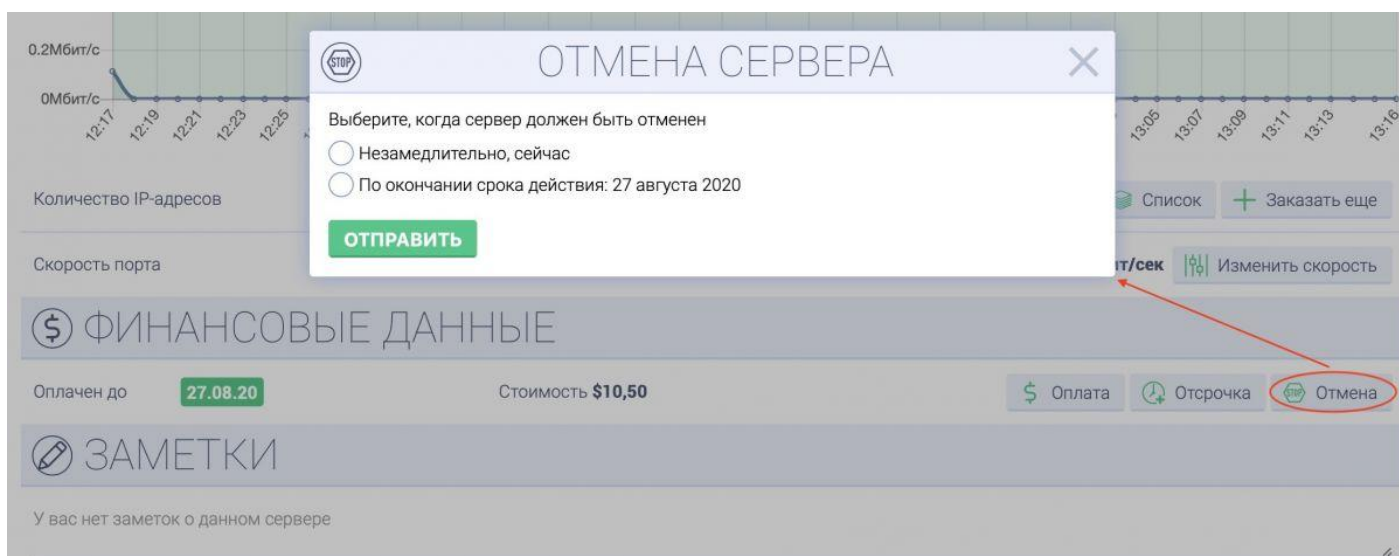 0.2Мбит/с
0Мбит/с
12:17 12:19 12:21 12:23 12:25 13:05 13:07 13:09 13:11 13:13 13:16
STOP ОТМЕНА СЕРВЕРА
Выберите, когда сервер должен быть отменен
Незамедлительно, сейчас
По окончании срока действия: 27 августа 2020
ОТПРАВИТЬ
Количество IP-адресов Список Заказать еще
Скорость порта ит/сек Изменить скорость
$ ФИНАНСОВЫЕ ДАННЫЕ
Оплачен до 27.08.20 Стоимость $10,50 $ Оплата Отсрочка STOP Отмена
ЗАМЕТКИ
У вас нет заметок о данном сервере